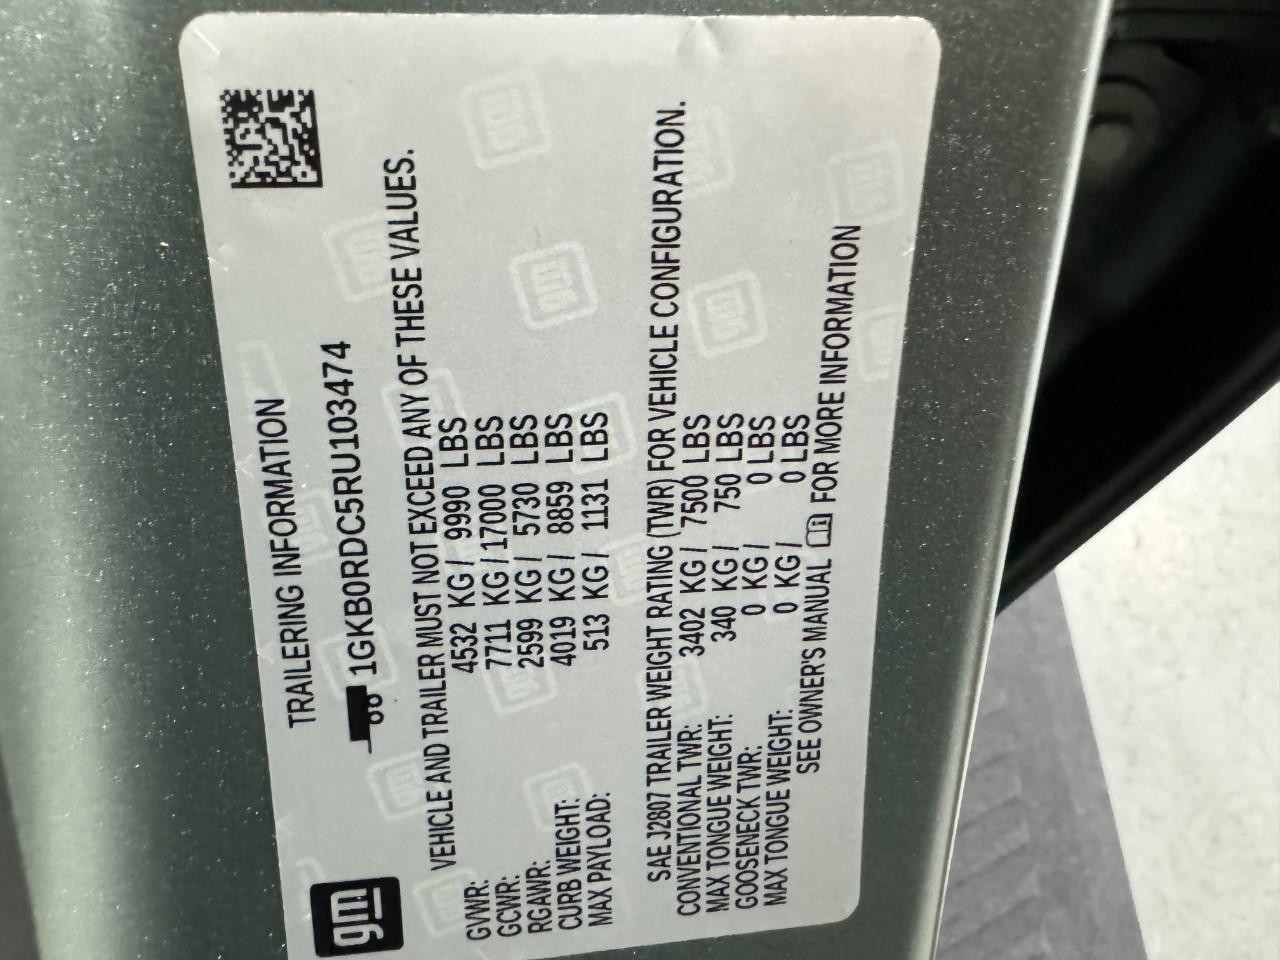 gm
TRAILERING INFORMATION
1GKB0RDC5RU103474
VEHICLE AND TRAILER MUST NOT EXCEED ANY OF THESE VALUES.
GVWR: 4532 KG / 9990 LBS
GCWR: 7711 KG / 17000 LBS
RGAWR: 2599 KG / 5730 LBS
CURB WEIGHT: 4019 KG / 8859 LBS
MAX PAYLOAD: 513 KG / 1131 LBS
SAE J2807 TRAILER WEIGHT RATING (TWR) FOR VEHICLE CONFIGURATION.
CONVENTIONAL TWR: 3402 KG / 7500 LBS
MAX TONGUE WEIGHT: 340 KG / 750 LBS
GOOSENECK TWR: 0 KG / 0 LBS
MAX TONGUE WEIGHT: 0 KG / 0 LBS
SEE OWNER'S MANUAL FOR MORE INFORMATION